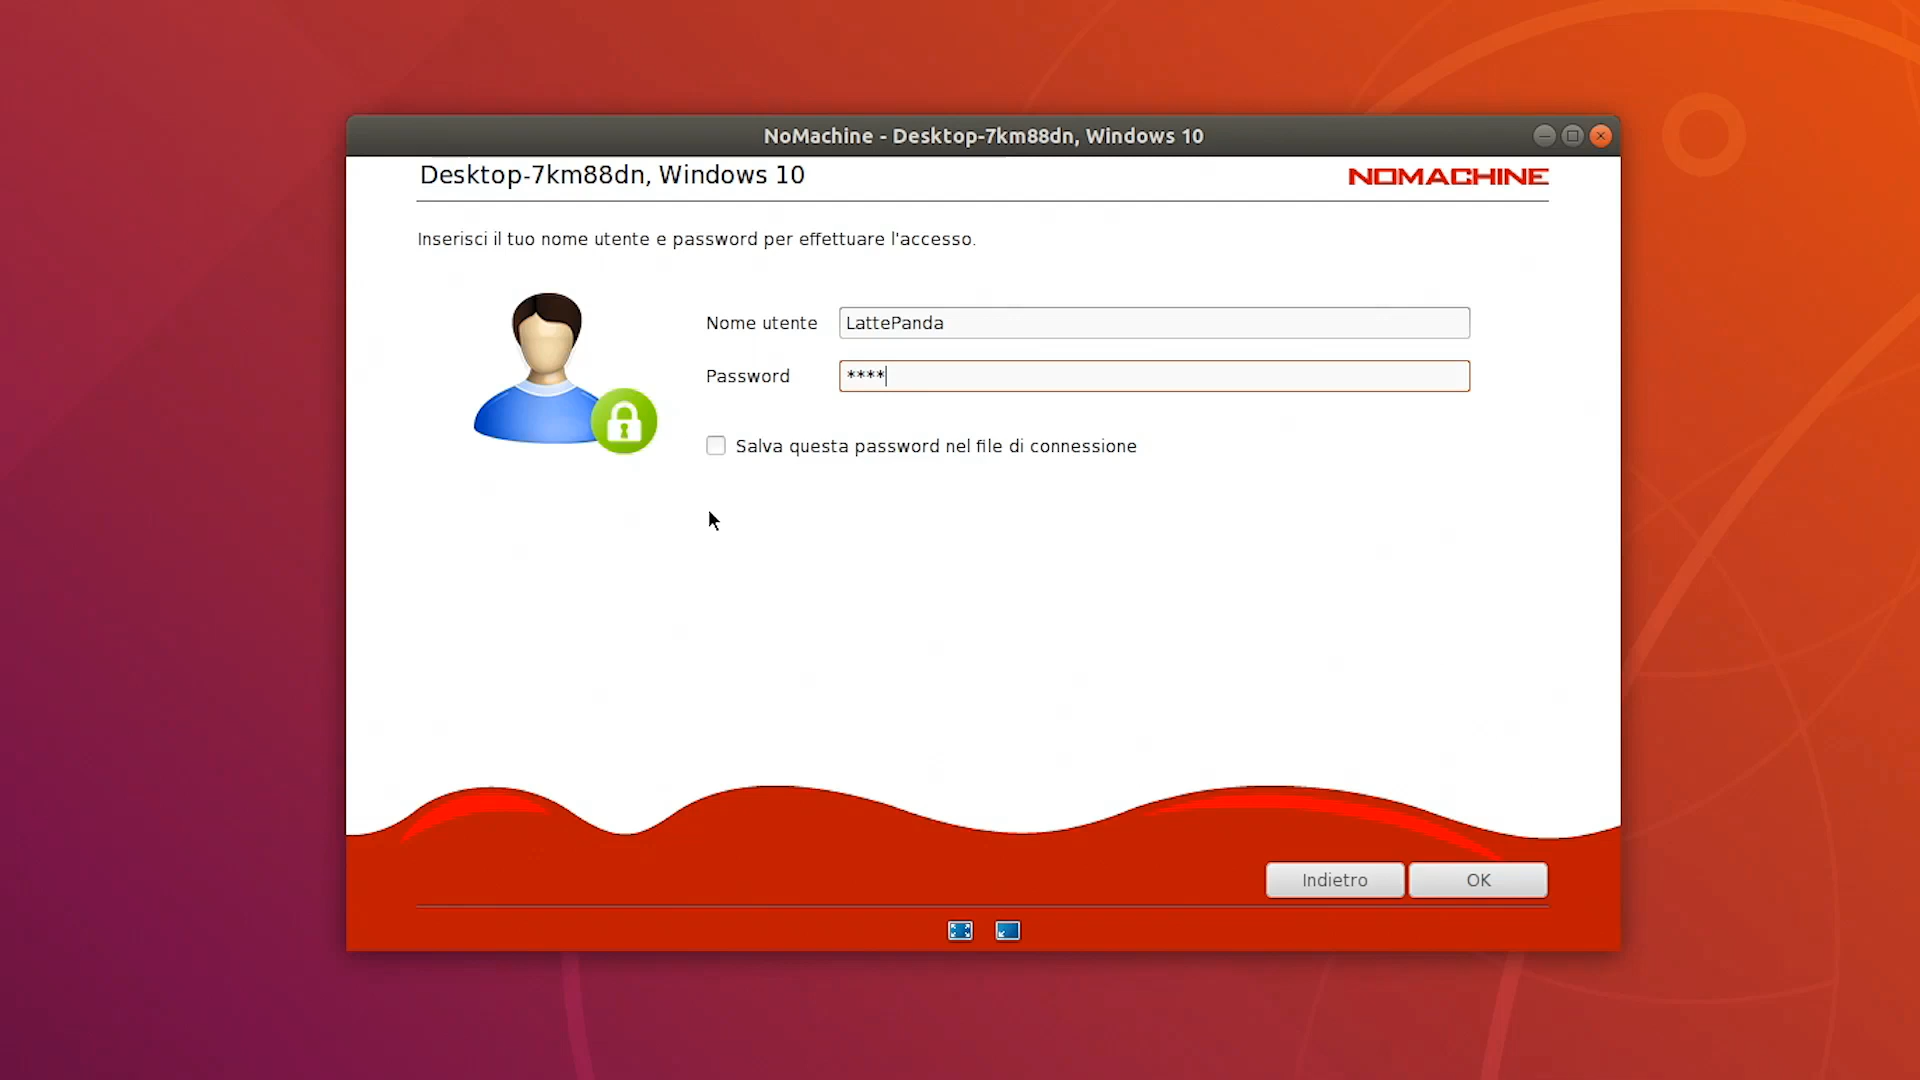 NoMachine - Desktop-7km88dn, Windows 10
Desktop-7km88dn, Windows 10
NOMACHINE
Inserisci il tuo nome utente e password per effettuare l'accesso.
Nome utente
LattePanda
Password
****
Salva questa password nel file di connessione
Indietro
OK